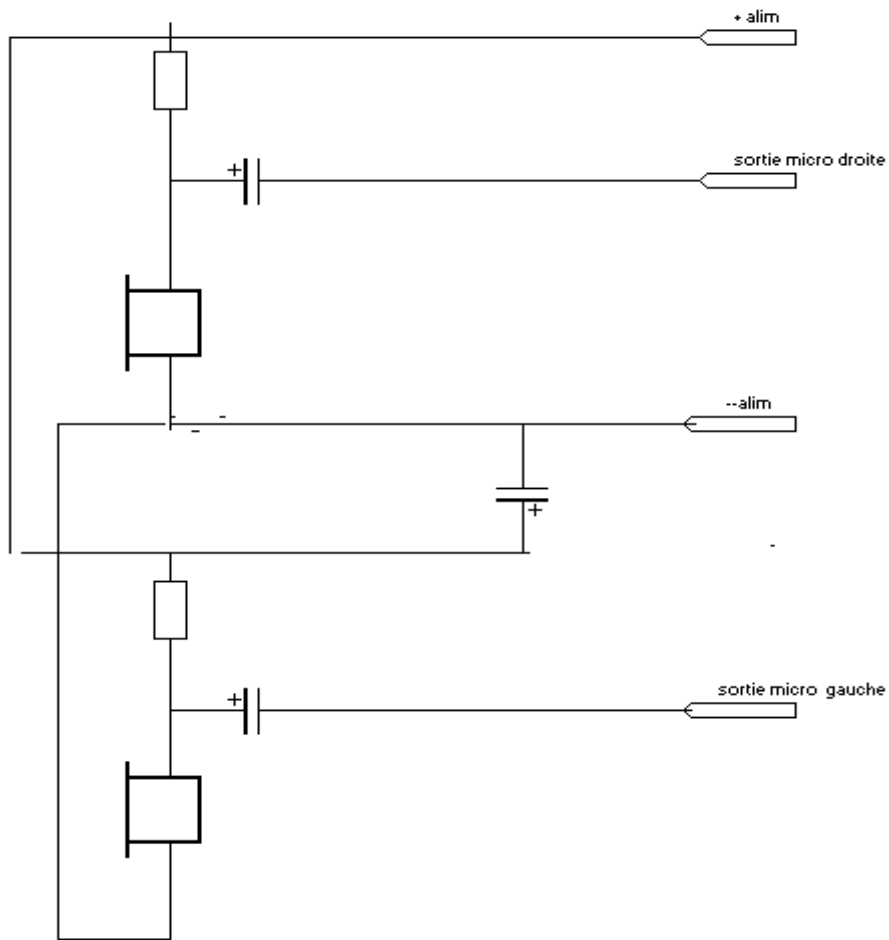 + alim
+
sortie micro droite
--alim
+
+
sortie micro gauche